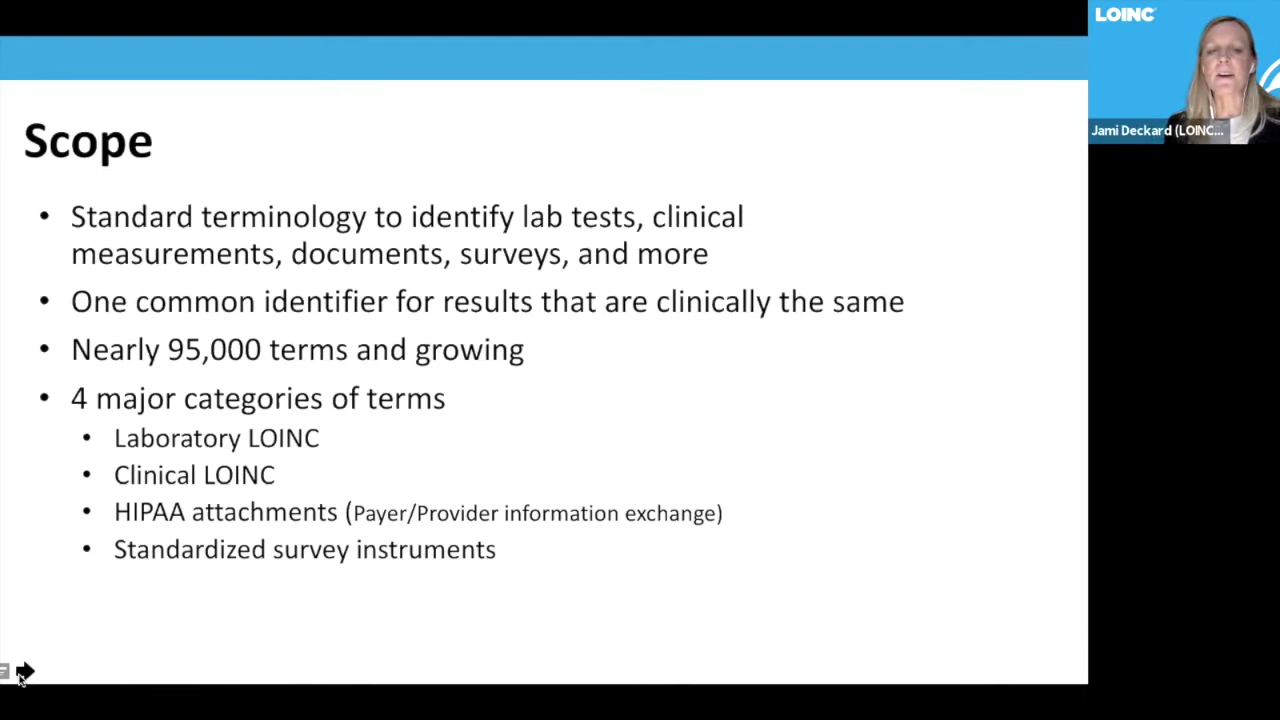 LOINC
Jami Deckard (LOINC...
Scope
• Standard terminology to identify lab tests, clinical
measurements, documents, surveys, and more
• One common identifier for results that are clinically the same
• Nearly 95,000 terms and growing
• 4 major categories of terms
• Laboratory LOINC
• Clinical LOINC
• HIPAA attachments (Payer/Provider information exchange)
• Standardized survey instruments